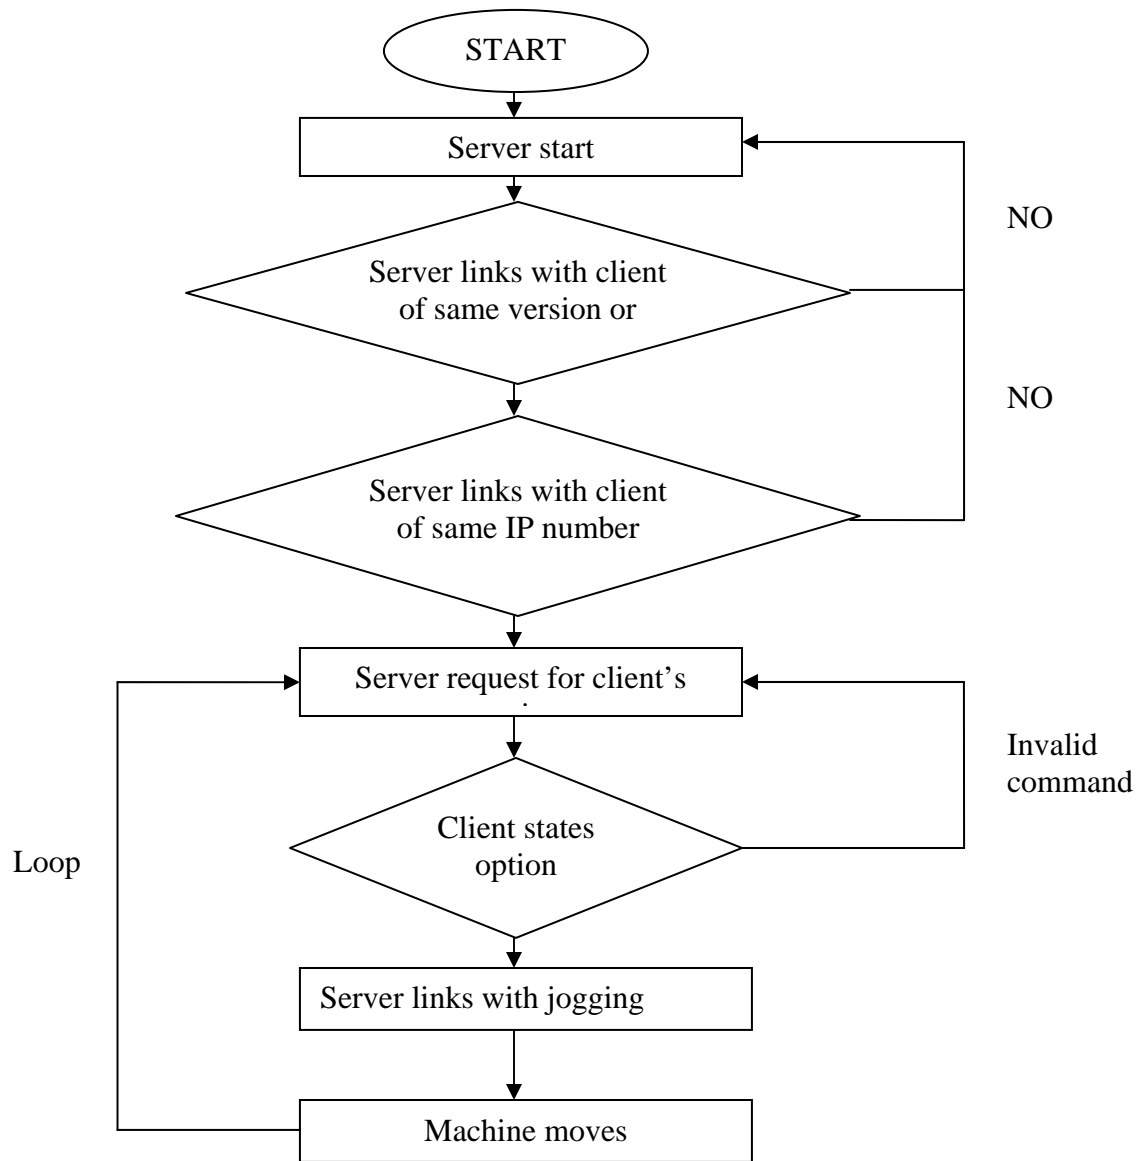 START
Server start
NO
Server links with client
of same version or
NO
Server links with client
of same IP number
Server request for client’s
Invalid
command
Client states
option
Loop
Server links with jogging
Machine moves